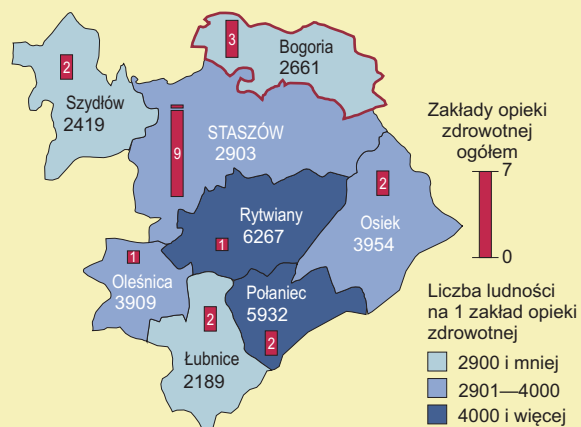 3
Bogoria
2661
2
Szydłów
2419
STASZÓW
2903
9
Zakłady opieki
zdrowotnej
ogółem
7
0
2
Osiek
3954
Rytwiany
6267
1
1
Oleśnica
3909
Połaniec
5932
2
2
Łubnice
2189
Liczba ludności
na 1 zakład opieki
zdrowotnej
2900 i mniej
2901—4000
4000 i więcej